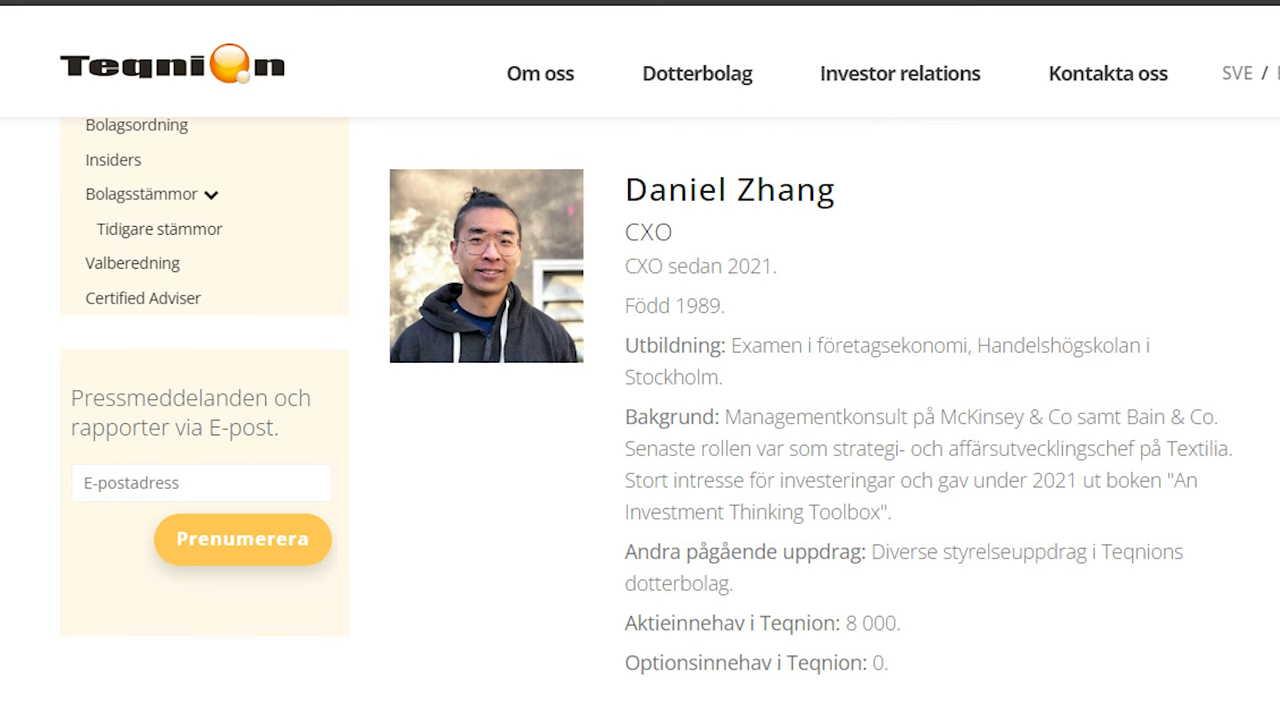 Teqnion
Om oss
Dotterbolag
Investor relations
Kontakta oss
SVE /
Bolagsordning
Insiders
Bolagsstämmor
Tidigare stämmor
Valberedning
Certified Adviser
Pressmeddelanden och
rapporter via E-post.
E-postadress
Prenumerera
Daniel Zhang
CXO
CXO sedan 2021.
Född 1989.
Utbildning: Examen i företagsekonomi, Handelshögskolan i
Stockholm.
Bakgrund: Managementkonsult på McKinsey & Co samt Bain & Co.
Senaste rollen var som strategi- och affärsutvecklingschef på Textilia.
Stort intresse för investeringar och gav under 2021 ut boken "An
Investment Thinking Toolbox".
Andra pågående uppdrag: Diverse styrelseuppdrag i Teqnions
dotterbolag.
Aktieinnehav i Teqnion: 8 000.
Optionsinnehav i Teqnion: 0.